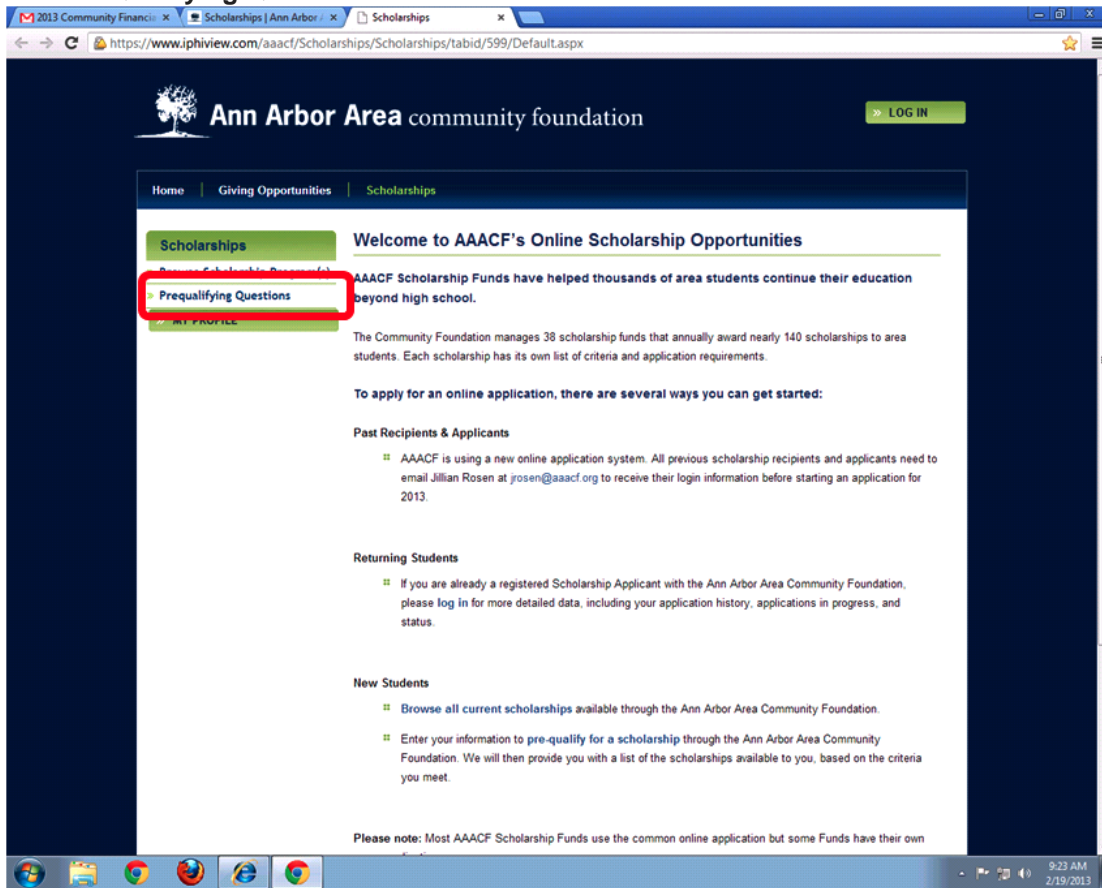 2013 Community Financi
Scholarships | Ann Arbor
Scholarships
https://www.iphiview.com/aaacf/Scholarships/Scholarships/tabid/599/Default.aspx
Ann Arbor Area community foundation
» LOG IN
Home | Giving Opportunities | Scholarships
Scholarships
» Prequalifying Questions
» MY PROFILE
Welcome to AAACF's Online Scholarship Opportunities
AAACF Scholarship Funds have helped thousands of area students continue their education
beyond high school.
The Community Foundation manages 38 scholarship funds that annually award nearly 140 scholarships to area
students. Each scholarship has its own list of criteria and application requirements.
To apply for an online application, there are several ways you can get started:
Past Recipients & Applicants
AAACF is using a new online application system. All previous scholarship recipients and applicants need to
email Jillian Rosen at jrosen@aaacf.org to receive their login information before starting an application for
2013.
Returning Students
If you are already a registered Scholarship Applicant with the Ann Arbor Area Community Foundation,
please log in for more detailed data, including your application history, applications in progress, and
status.
New Students
Browse all current scholarships available through the Ann Arbor Area Community Foundation.
Enter your information to pre-qualify for a scholarship through the Ann Arbor Area Community
Foundation. We will then provide you with a list of the scholarships available to you, based on the criteria
you meet.
Please note: Most AAACF Scholarship Funds use the common online application but some Funds have their own
9:23 AM
2/19/2013